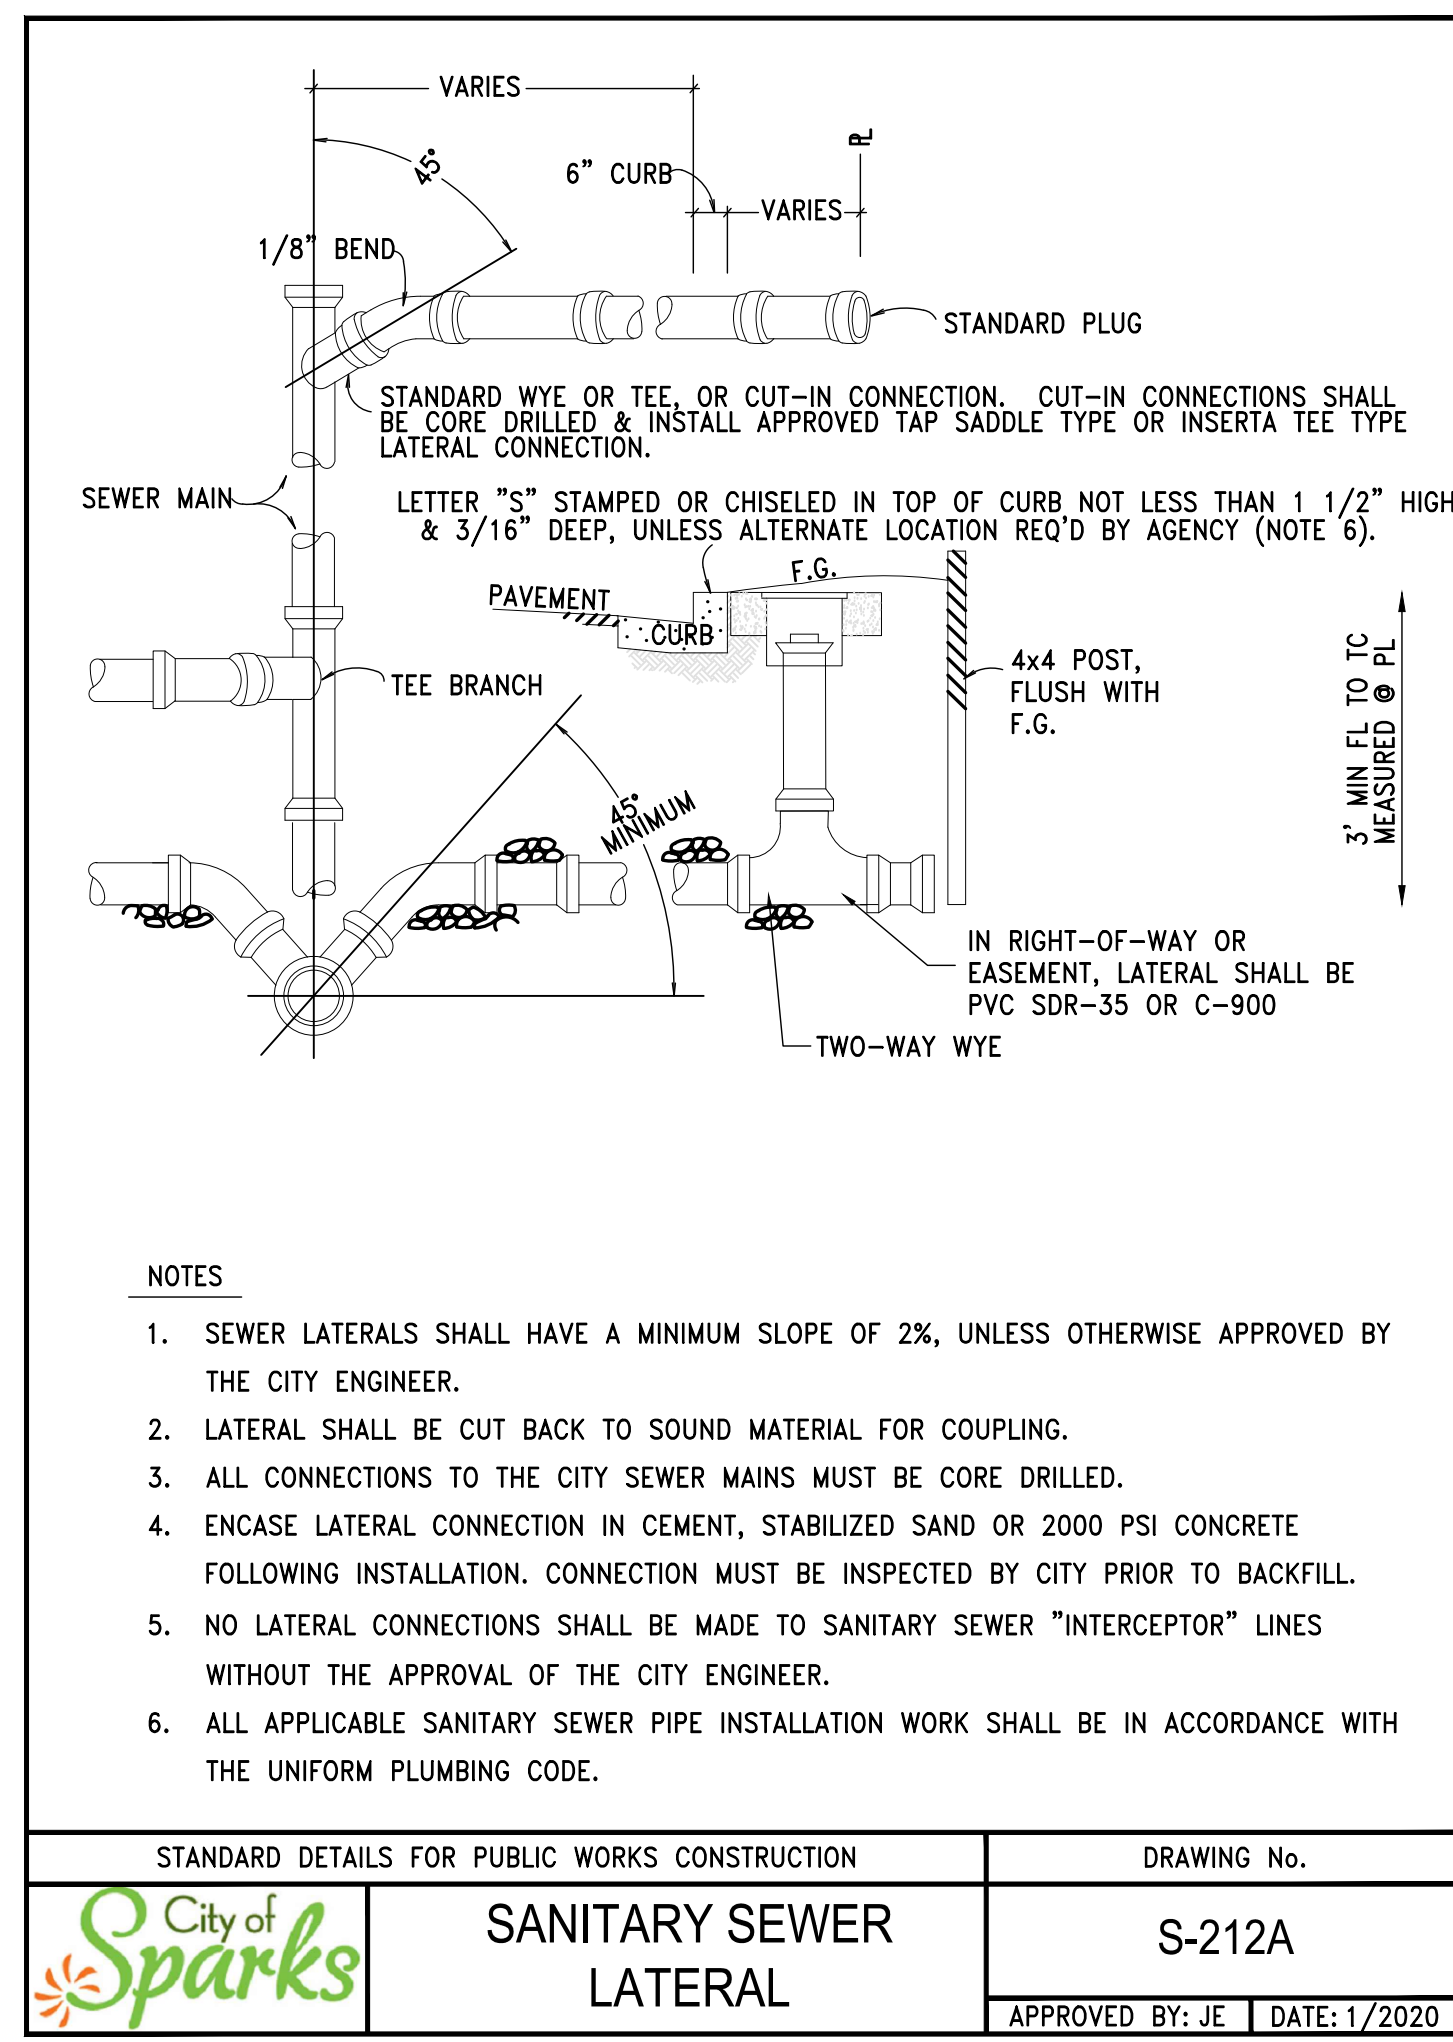 VARIES
45°
PL
6” CURB
VARIES
1/8” BEND
STANDARD PLUG
STANDARD WYE OR TEE, OR CUT–IN CONNECTION. CUT–IN CONNECTIONS SHALL
BE CORE DRILLED & INSTALL APPROVED TAP SADDLE TYPE OR INSERTA TEE TYPE
LATERAL CONNECTION.
SEWER MAIN
LETTER ”S” STAMPED OR CHISELED IN TOP OF CURB NOT LESS THAN 1 1/2” HIGH
& 3/16” DEEP, UNLESS ALTERNATE LOCATION REQ’D BY AGENCY (NOTE 6).
F.G.
PAVEMENT
CURB
TEE BRANCH
4x4 POST,
FLUSH WITH
F.G.
3’ MIN FL TO TC
MEASURED @ PL
45°
MINIMUM
IN RIGHT–OF–WAY OR
EASEMENT, LATERAL SHALL BE
PVC SDR–35 OR C–900
TWO–WAY WYE
NOTES
1. SEWER LATERALS SHALL HAVE A MINIMUM SLOPE OF 2%, UNLESS OTHERWISE APPROVED BY
THE CITY ENGINEER.
2. LATERAL SHALL BE CUT BACK TO SOUND MATERIAL FOR COUPLING.
3. ALL CONNECTIONS TO THE CITY SEWER MAINS MUST BE CORE DRILLED.
4. ENCASE LATERAL CONNECTION IN CEMENT, STABILIZED SAND OR 2000 PSI CONCRETE
FOLLOWING INSTALLATION. CONNECTION MUST BE INSPECTED BY CITY PRIOR TO BACKFILL.
5. NO LATERAL CONNECTIONS SHALL BE MADE TO SANITARY SEWER ”INTERCEPTOR” LINES
WITHOUT THE APPROVAL OF THE CITY ENGINEER.
6. ALL APPLICABLE SANITARY SEWER PIPE INSTALLATION WORK SHALL BE IN ACCORDANCE WITH
THE UNIFORM PLUMBING CODE.
STANDARD DETAILS FOR PUBLIC WORKS CONSTRUCTION
DRAWING No.
City of
Sparks
SANITARY SEWER
LATERAL
S-212A
APPROVED BY: JE
DATE: 1/2020